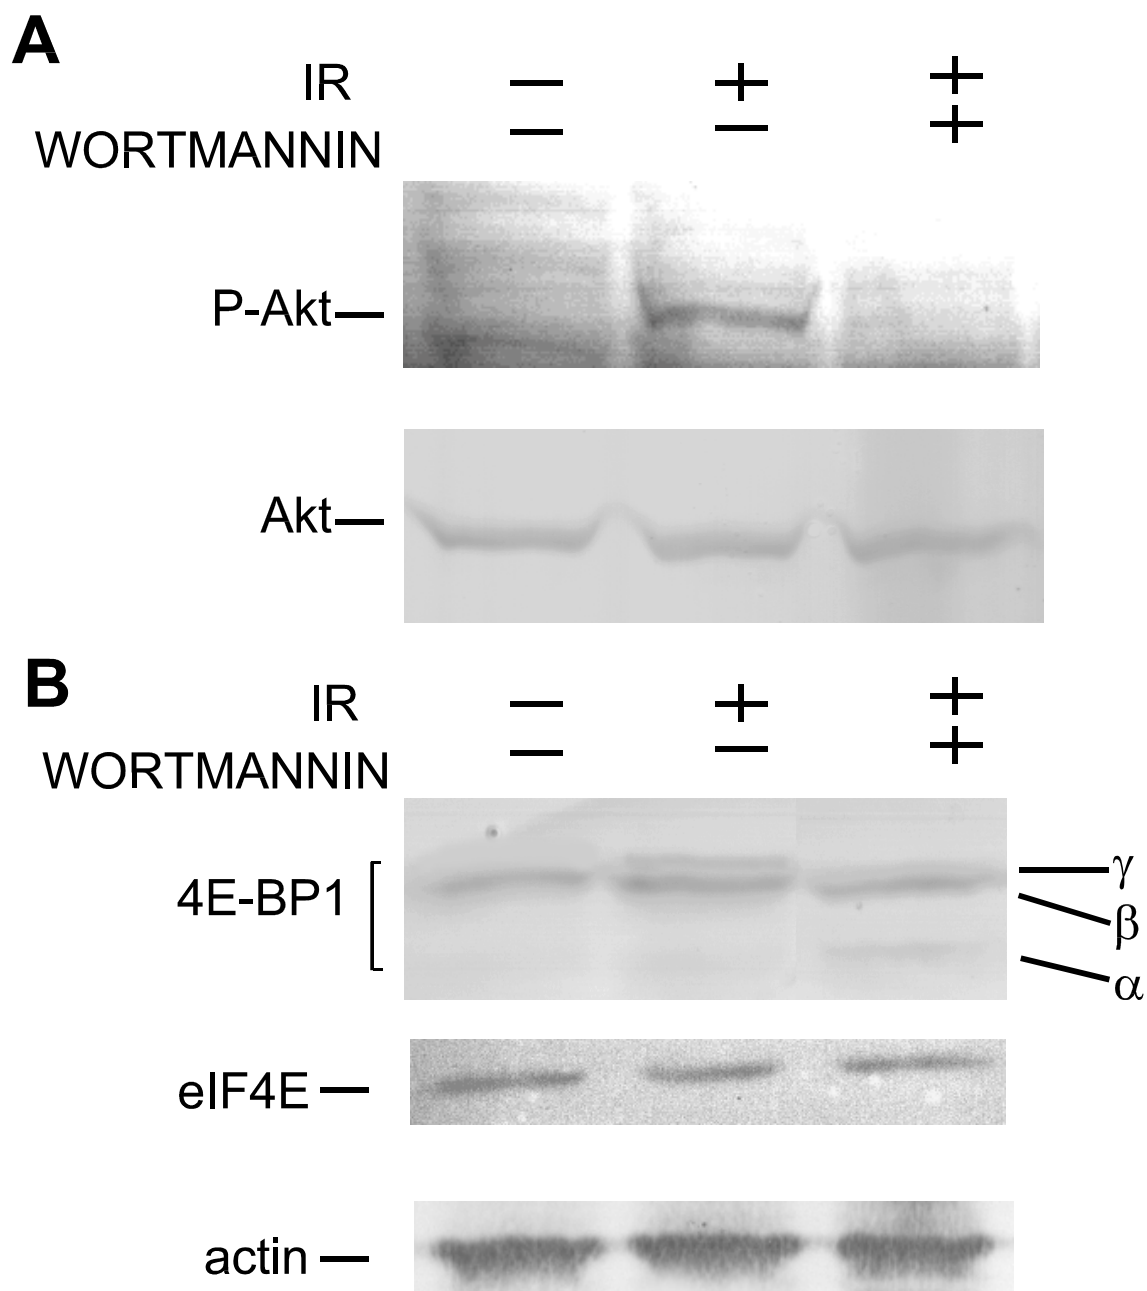 A
IR − + +
WORTMANNIN − − +
P-Akt
Akt
B
IR − + +
WORTMANNIN − − +
4E-BP1
γ
β
α
eIF4E
actin